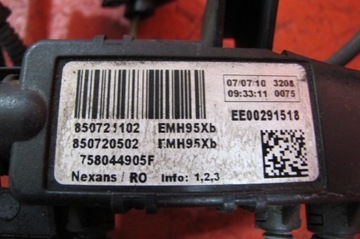 07/07/10 3208
09:33:11 0075
850721102 EMH95Xb
850720502 EMH95Xb
EE00291518
758044905F
Nexans / RO Info: 1,2,3